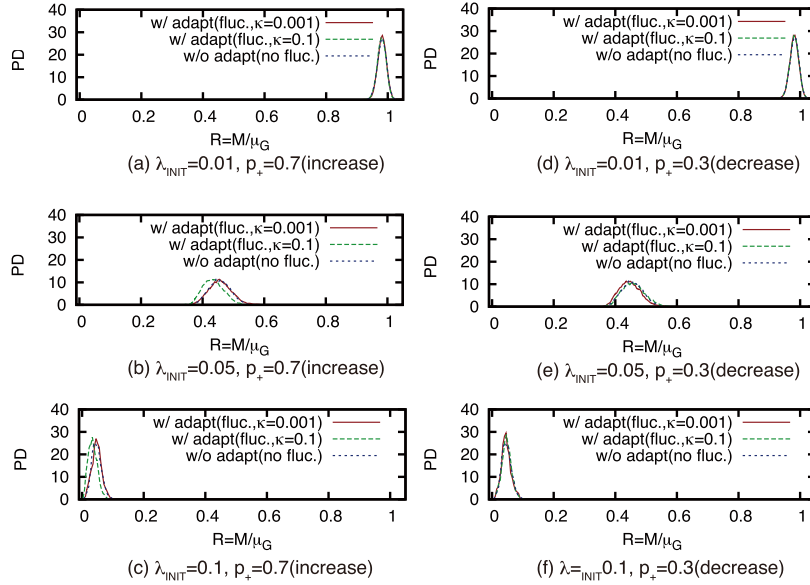 40
30
20
10
0
PD
w/ adapt(fluc.,κ=0.001)
w/ adapt(fluc.,κ=0.1)
w/o adapt(no fluc.)
0 0.2 0.4 0.6 0.8 1
R=M/μG
(a) λINIT=0.01, p+=0.7(increase)
40
30
20
10
0
PD
w/ adapt(fluc.,κ=0.001)
w/ adapt(fluc.,κ=0.1)
w/o adapt(no fluc.)
0 0.2 0.4 0.6 0.8 1
R=M/μG
(d) λINIT=0.01, p+=0.3(decrease)
40
30
20
10
0
PD
w/ adapt(fluc.,κ=0.001)
w/ adapt(fluc.,κ=0.1)
w/o adapt(no fluc.)
0 0.2 0.4 0.6 0.8 1
R=M/μG
(b) λINIT=0.05, p+=0.7(increase)
40
30
20
10
0
PD
w/ adapt(fluc.,κ=0.001)
w/ adapt(fluc.,κ=0.1)
w/o adapt(no fluc.)
0 0.2 0.4 0.6 0.8 1
R=M/μG
(e) λINIT=0.05, p+=0.3(decrease)
40
30
20
10
0
PD
w/ adapt(fluc.,κ=0.001)
w/ adapt(fluc.,κ=0.1)
w/o adapt(no fluc.)
0 0.2 0.4 0.6 0.8 1
R=M/μG
(c) λINIT=0.1, p+=0.7(increase)
40
30
20
10
0
PD
w/ adapt(fluc.,κ=0.001)
w/ adapt(fluc.,κ=0.1)
w/o adapt(no fluc.)
0 0.2 0.4 0.6 0.8 1
R=M/μG
(f) λ=INIT0.1, p+=0.3(decrease)